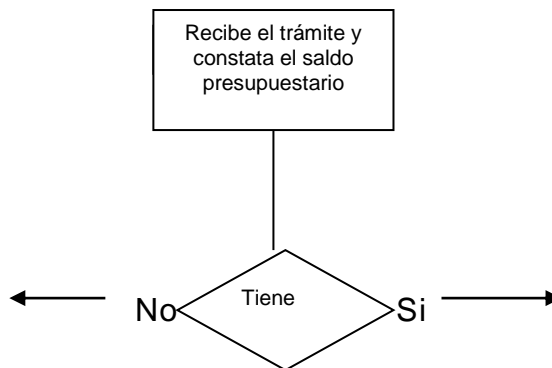 Recibe el trámite y
constata el saldo
presupuestario
Tiene
No
Si